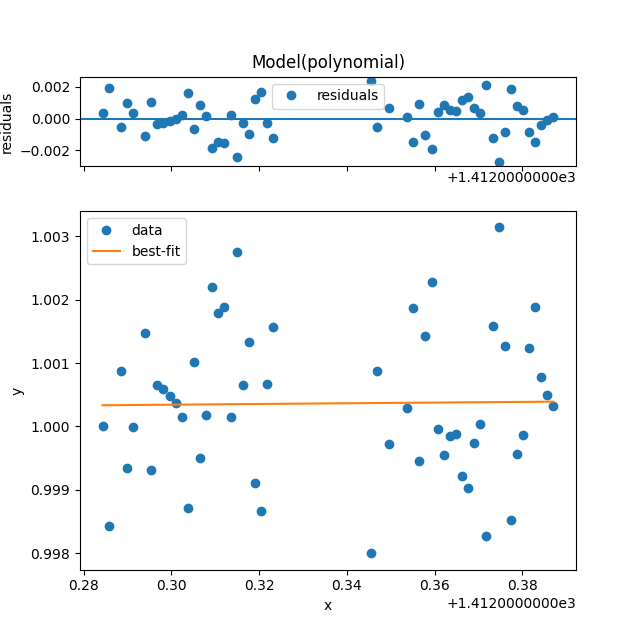 Model(polynomial)
0.002
0.000
−0.002
residuals
residuals
+1.4120000000e3
1.003
1.002
1.001
1.000
0.999
0.998
y
data
best-fit
0.28 0.30 0.32 0.34 0.36 0.38
x
+1.4120000000e3